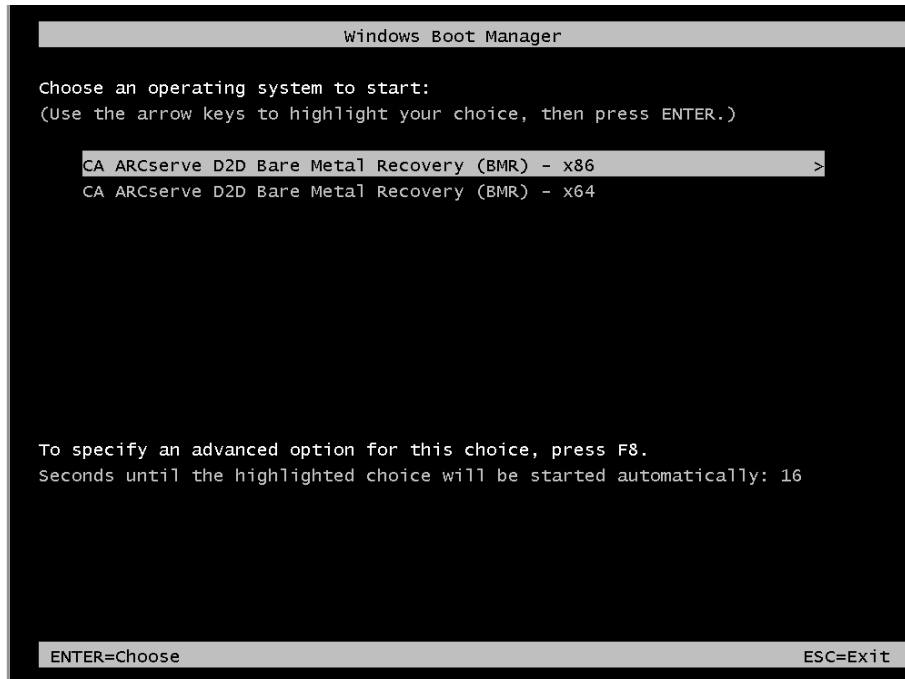 Windows Boot Manager
Choose an operating system to start:
(Use the arrow keys to highlight your choice, then press ENTER.)
CA ARCserve D2D Bare Metal Recovery (BMR) - x86 >
CA ARCserve D2D Bare Metal Recovery (BMR) - x64
To specify an advanced option for this choice, press F8.
Seconds until the highlighted choice will be started automatically: 16
ENTER=Choose ESC=Exit